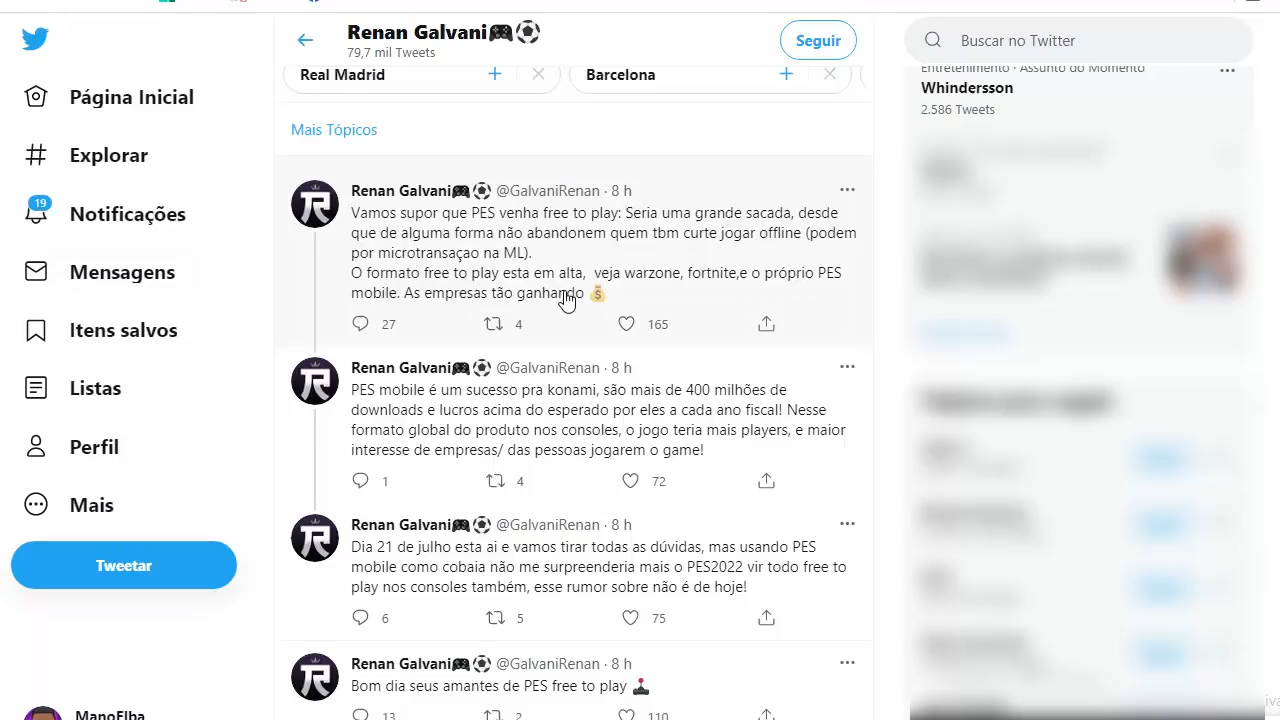 Renan Galvani🎮⚽
79,7 mil Tweets
Seguir
Buscar no Twitter
Página Inicial
Explorar
19
Notificações
Mensagens
Itens salvos
Listas
Perfil
Mais
Tweetar
ManoElba
Real Madrid
Barcelona
Mais Tópicos
Renan Galvani🎮⚽ @GalvaniRenan · 8 h
Vamos supor que PES venha free to play: Seria uma grande sacada, desde
que de alguma forma não abandonem quem tbm curte jogar offline (podem
por microtransaçao na ML).
O formato free to play esta em alta, veja warzone, fortnite,e o próprio PES
mobile. As empresas tão ganhando 💰
27 4 165
Renan Galvani🎮⚽ @GalvaniRenan · 8 h
PES mobile é um sucesso pra konami, são mais de 400 milhões de
downloads e lucros acima do esperado por eles a cada ano fiscal! Nesse
formato global do produto nos consoles, o jogo teria mais players, e maior
interesse de empresas/ das pessoas jogarem o game!
1 4 72
Renan Galvani🎮⚽ @GalvaniRenan · 8 h
Dia 21 de julho esta ai e vamos tirar todas as dúvidas, mas usando PES
mobile como cobaia não me surpreenderia mais o PES2022 vir todo free to
play nos consoles também, esse rumor sobre não é de hoje!
6 5 75
Renan Galvani🎮⚽ @GalvaniRenan · 8 h
Bom dia seus amantes de PES free to play 🕹️
13 2 110
Entretenimento · Assunto do Momento
Whindersson
2.586 Tweets